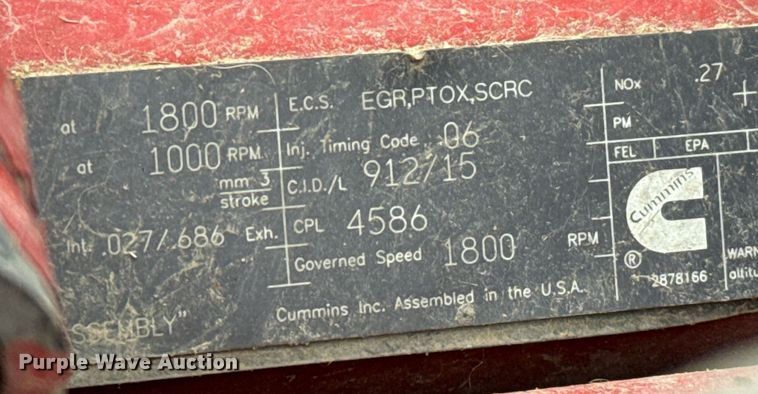 at 1800 RPM
at 1000 RPM
mm 3
stroke
Int. .027/.686 Exh.
SSEMBLY"
E.C.S. EGR,PTOX,SCRC
Inj. Timing Code 06
C.I.D./L 912/15
CPL 4586
Governed Speed 1800 RPM
Cummins Inc. Assembled in the U.S.A.
NOx .27
PM
FEL EPA
Cummins
®
2878166
WARN
altitu
Purple Wave Auction